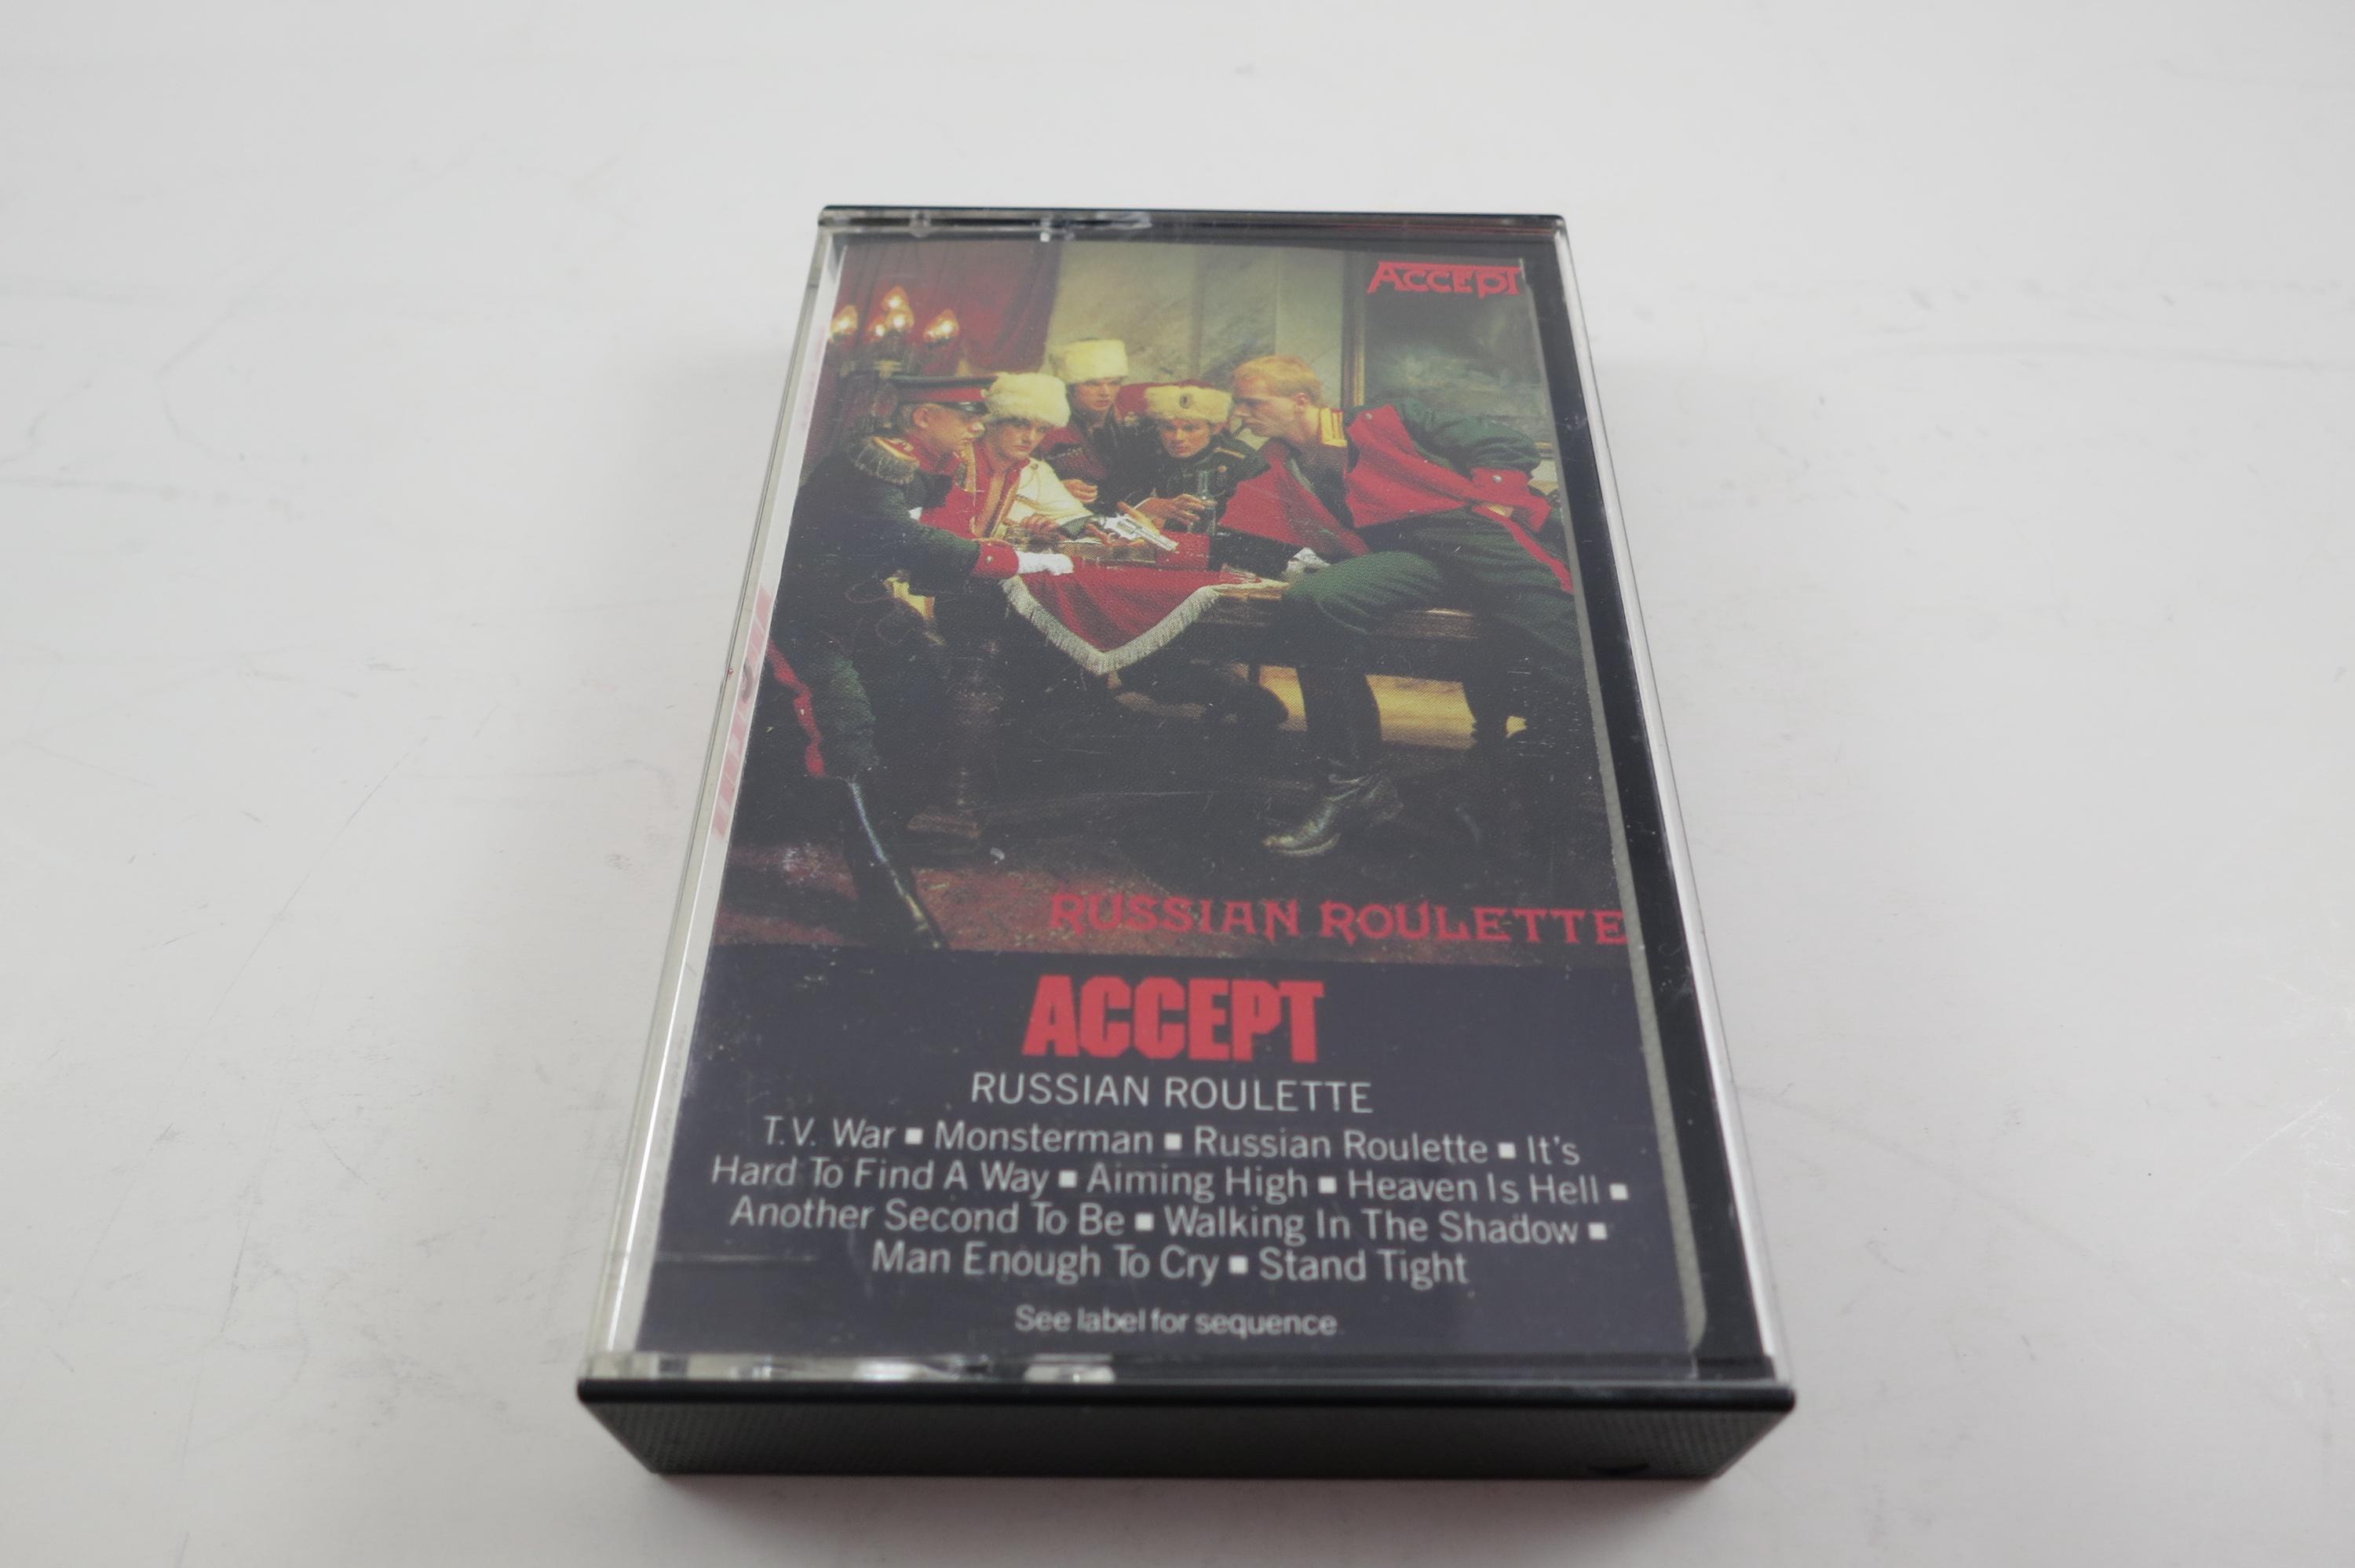 ACCEPT
RUSSIAN ROULETTE
ACCEPT
RUSSIAN ROULETTE
T.V. War ■ Monsterman ■ Russian Roulette ■ It's
Hard To Find A Way ■ Aiming High ■ Heaven Is Hell ■
Another Second To Be ■ Walking In The Shadow ■
Man Enough To Cry ■ Stand Tight
See label for sequence